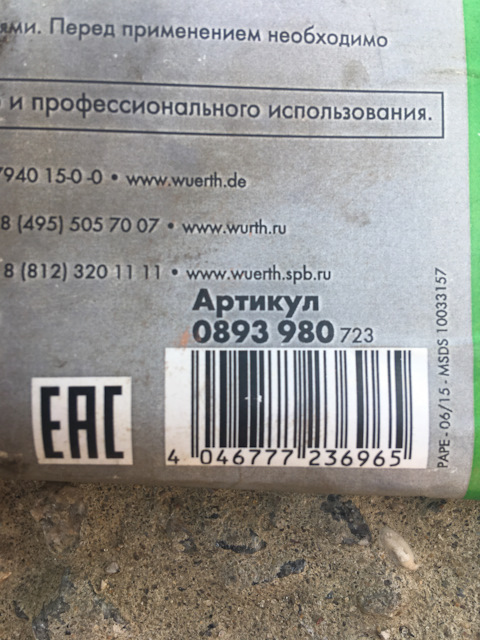 ями. Перед применением необходимо
и профессионального использования.
940 15-0 -0 • www.wuerth.de
8 (495) 505 70 07 • www.wurth.ru
8 (812) 320 11 11 • www.wuerth.spb.ru
Артикул
0893 980 723
EAC
4 046777 236965
PAPE- 06/15 - MSDS 10033157